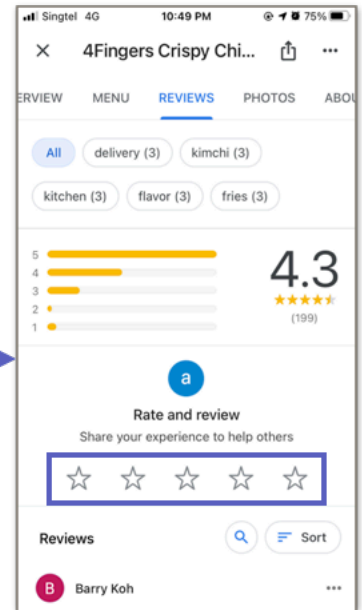 Singtel 4G 10:49 PM 75%
4Fingers Crispy Chi...
ERVIEW MENU REVIEWS PHOTOS ABOU
All delivery (3) kimchi (3)
kitchen (3) flavor (3) fries (3)
5
4
3
2
1
4.3
(199)
a
Rate and review
Share your experience to help others
Reviews Sort
B Barry Koh